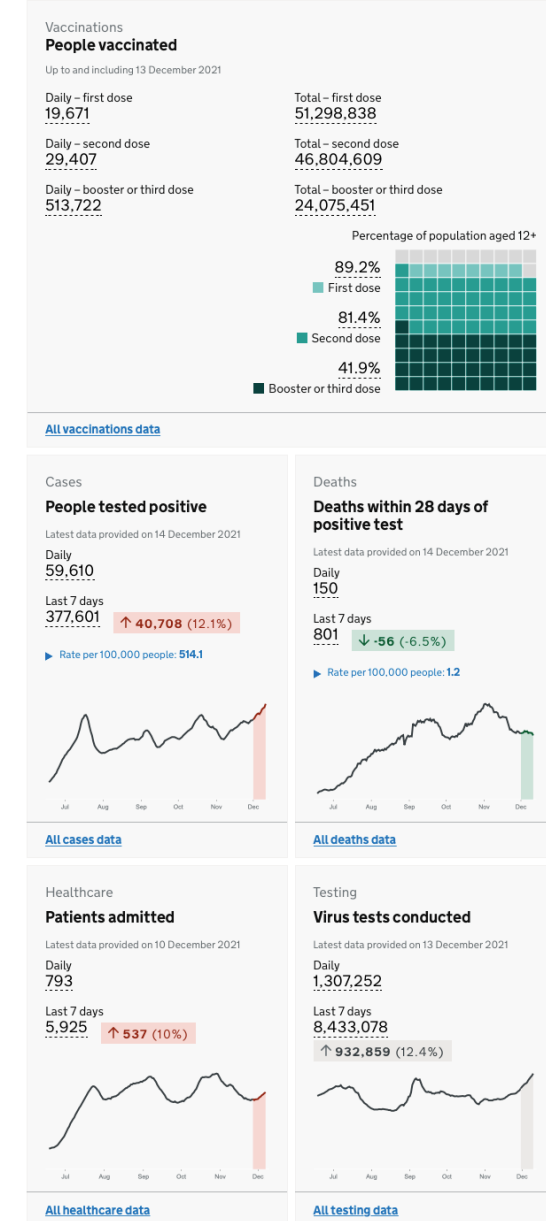 Vaccinations
People vaccinated
Up to and including 13 December 2021
Daily – first dose
19,671
Total – first dose
51,298,838
Daily – second dose
29,407
Total – second dose
46,804,609
Daily – booster or third dose
513,722
Total – booster or third dose
24,075,451
Percentage of population aged 12+
89.2%
First dose
81.4%
Second dose
41.9%
Booster or third dose
All vaccinations data
Cases
People tested positive
Latest data provided on 14 December 2021
Daily
59,610
Last 7 days
377,601 ↑ 40,708 (12.1%)
▶ Rate per 100,000 people: 514.1
Jul Aug Sep Oct Nov Dec
All cases data
Deaths
Deaths within 28 days of
positive test
Latest data provided on 14 December 2021
Daily
150
Last 7 days
801 ↓ -56 (-6.5%)
▶ Rate per 100,000 people: 1.2
Jul Aug Sep Oct Nov Dec
All deaths data
Healthcare
Patients admitted
Latest data provided on 10 December 2021
Daily
793
Last 7 days
5,925 ↑ 537 (10%)
Jul Aug Sep Oct Nov Dec
All healthcare data
Testing
Virus tests conducted
Latest data provided on 13 December 2021
Daily
1,307,252
Last 7 days
8,433,078
↑ 932,859 (12.4%)
Jul Aug Sep Oct Nov Dec
All testing data